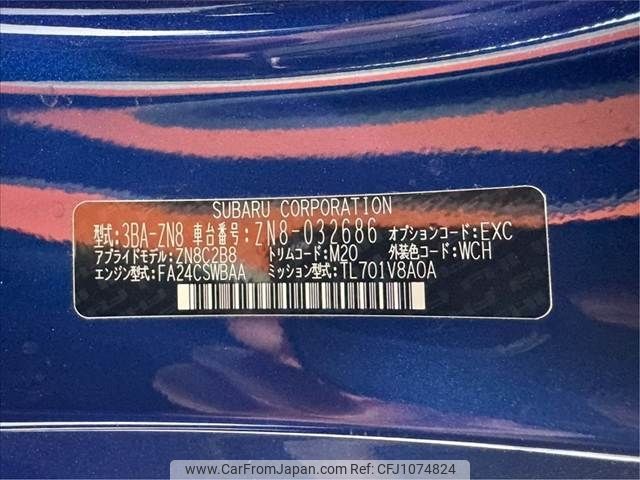 SUBARU CORPORATION
型式:3BA-ZN8 車台番号:ZN8-032686 オプションコード:EXC
アプライドモデル:ZN8C2B8 トリムコード:M20 外装色コード:WCH
エンジン型式:FA24CSWBAA ミッション型式:TL701V8AOA
www.CarFromJapan.com | ID:FJ1074824